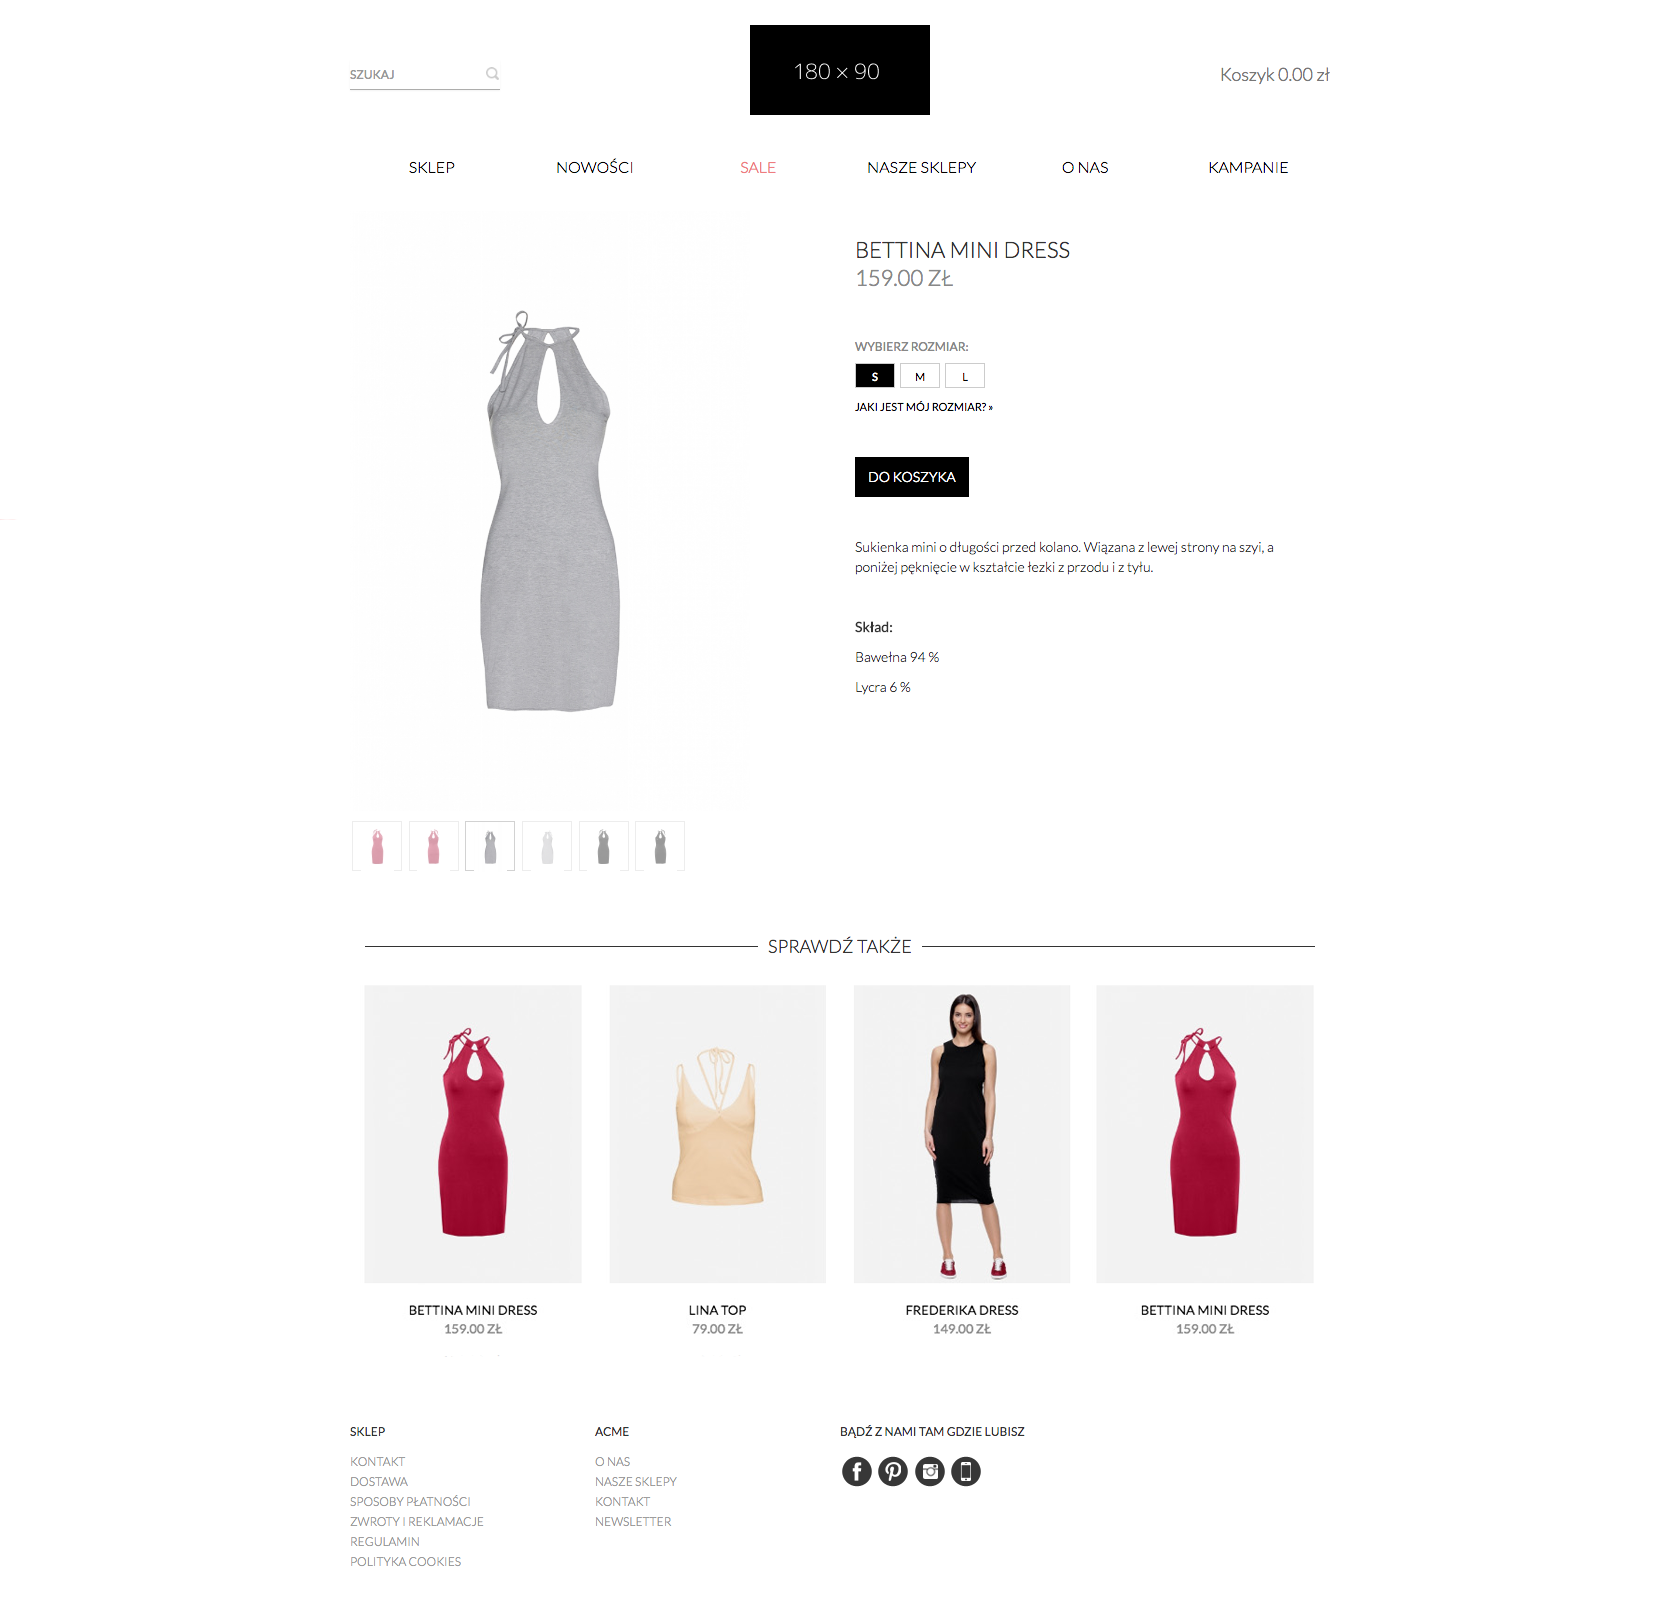 SZUKAJ
180 × 90
Koszyk 0.00 zł
SKLEP
NOWOŚCI
SALE
NASZE SKLEPY
O NAS
KAMPANIE
BETTINA MINI DRESS
159.00 ZŁ
WYBIERZ ROZMIAR:
S
M
L
JAKI JEST MÓJ ROZMIAR? »
DO KOSZYKA
Sukienka mini o długości przed kolano. Wiązana z lewej strony na szyi, a
poniżej pęknięcie w kształcie łezki z przodu i z tyłu.
Skład:
Bawełna 94 %
Lycra 6 %
SPRAWDŹ TAKŻE
BETTINA MINI DRESS
159.00 ZŁ
LINA TOP
79.00 ZŁ
FREDERIKA DRESS
149.00 ZŁ
BETTINA MINI DRESS
159.00 ZŁ
SKLEP
KONTAKT
DOSTAWA
SPOSOBY PŁATNOŚCI
ZWROTY I REKLAMACJE
REGULAMIN
POLITYKA COOKIES
ACME
O NAS
NASZE SKLEPY
KONTAKT
NEWSLETTER
BĄDŹ Z NAMI TAM GDZIE LUBISZ